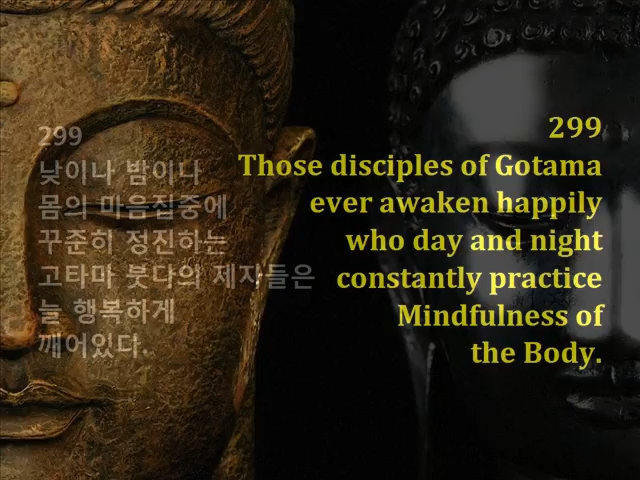 299
낮이나 밤이나
몸의 마음집중에
꾸준히 정진하는
고타마 붓다의 제자들은
늘 행복하게
깨어있다.
299
Those disciples of Gotama
ever awaken happily
who day and night
constantly practice
Mindfulness of
the Body.